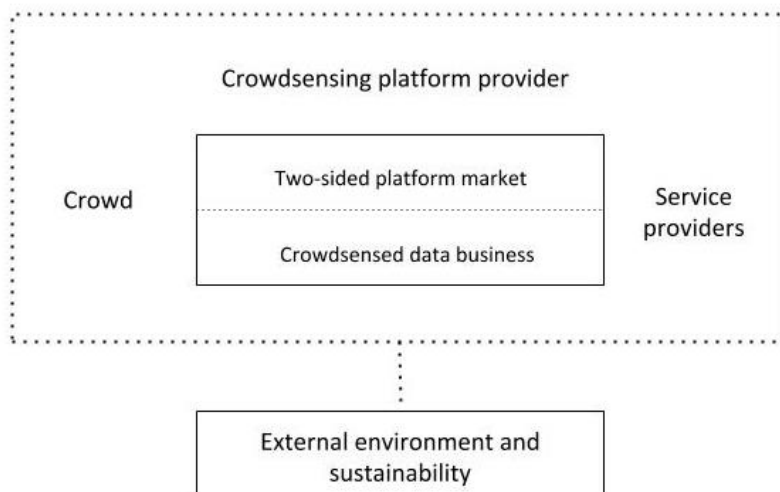 Crowdsensing platform provider
Two-sided platform market
Crowd
Service
providers
Crowdsensed data business
External environment and
sustainability